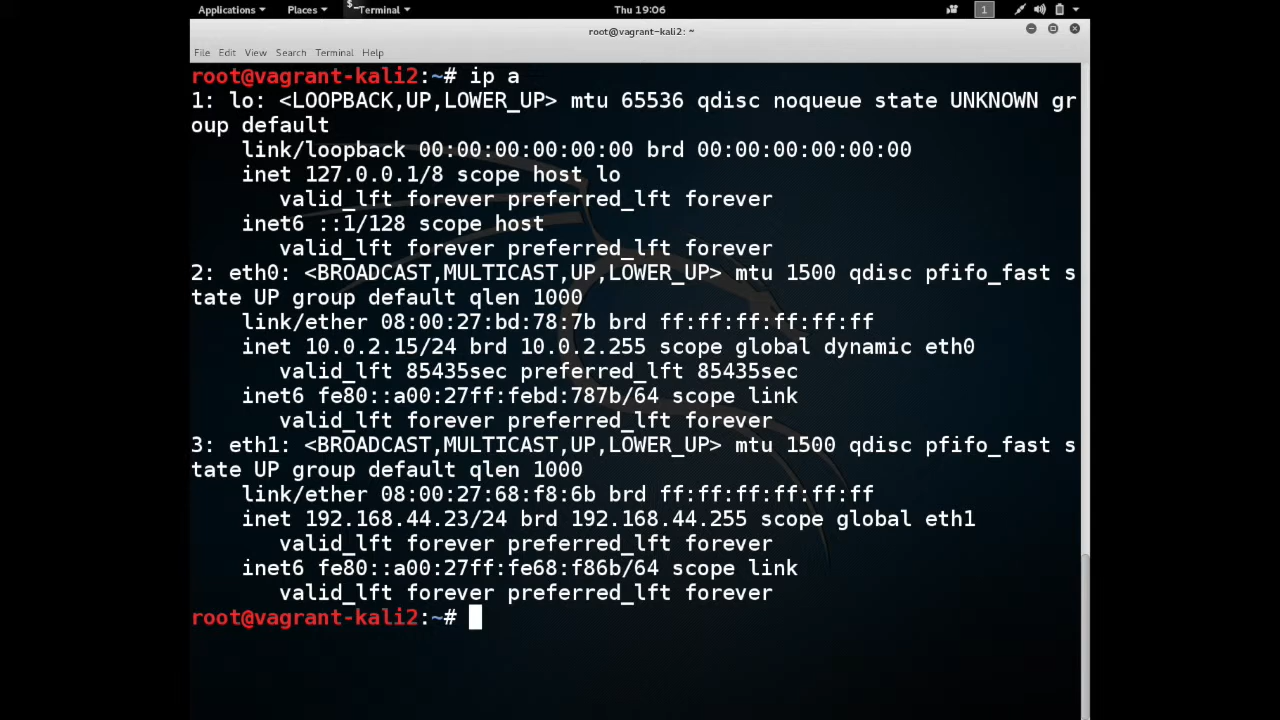 Applications Places Terminal Thu 19:06 1
root@vagrant-kali2: ~
File Edit View Search Terminal Help
root@vagrant-kali2:~# ip a
1: lo: <LOOPBACK,UP,LOWER_UP> mtu 65536 qdisc noqueue state UNKNOWN gr
oup default
link/loopback 00:00:00:00:00:00 brd 00:00:00:00:00:00
inet 127.0.0.1/8 scope host lo
valid_lft forever preferred_lft forever
inet6 ::1/128 scope host
valid_lft forever preferred_lft forever
2: eth0: <BROADCAST,MULTICAST,UP,LOWER_UP> mtu 1500 qdisc pfifo_fast s
tate UP group default qlen 1000
link/ether 08:00:27:bd:78:7b brd ff:ff:ff:ff:ff:ff
inet 10.0.2.15/24 brd 10.0.2.255 scope global dynamic eth0
valid_lft 85435sec preferred_lft 85435sec
inet6 fe80::a00:27ff:febd:787b/64 scope link
valid_lft forever preferred_lft forever
3: eth1: <BROADCAST,MULTICAST,UP,LOWER_UP> mtu 1500 qdisc pfifo_fast s
tate UP group default qlen 1000
link/ether 08:00:27:68:f8:6b brd ff:ff:ff:ff:ff:ff
inet 192.168.44.23/24 brd 192.168.44.255 scope global eth1
valid_lft forever preferred_lft forever
inet6 fe80::a00:27ff:fe68:f86b/64 scope link
valid_lft forever preferred_lft forever
root@vagrant-kali2:~#